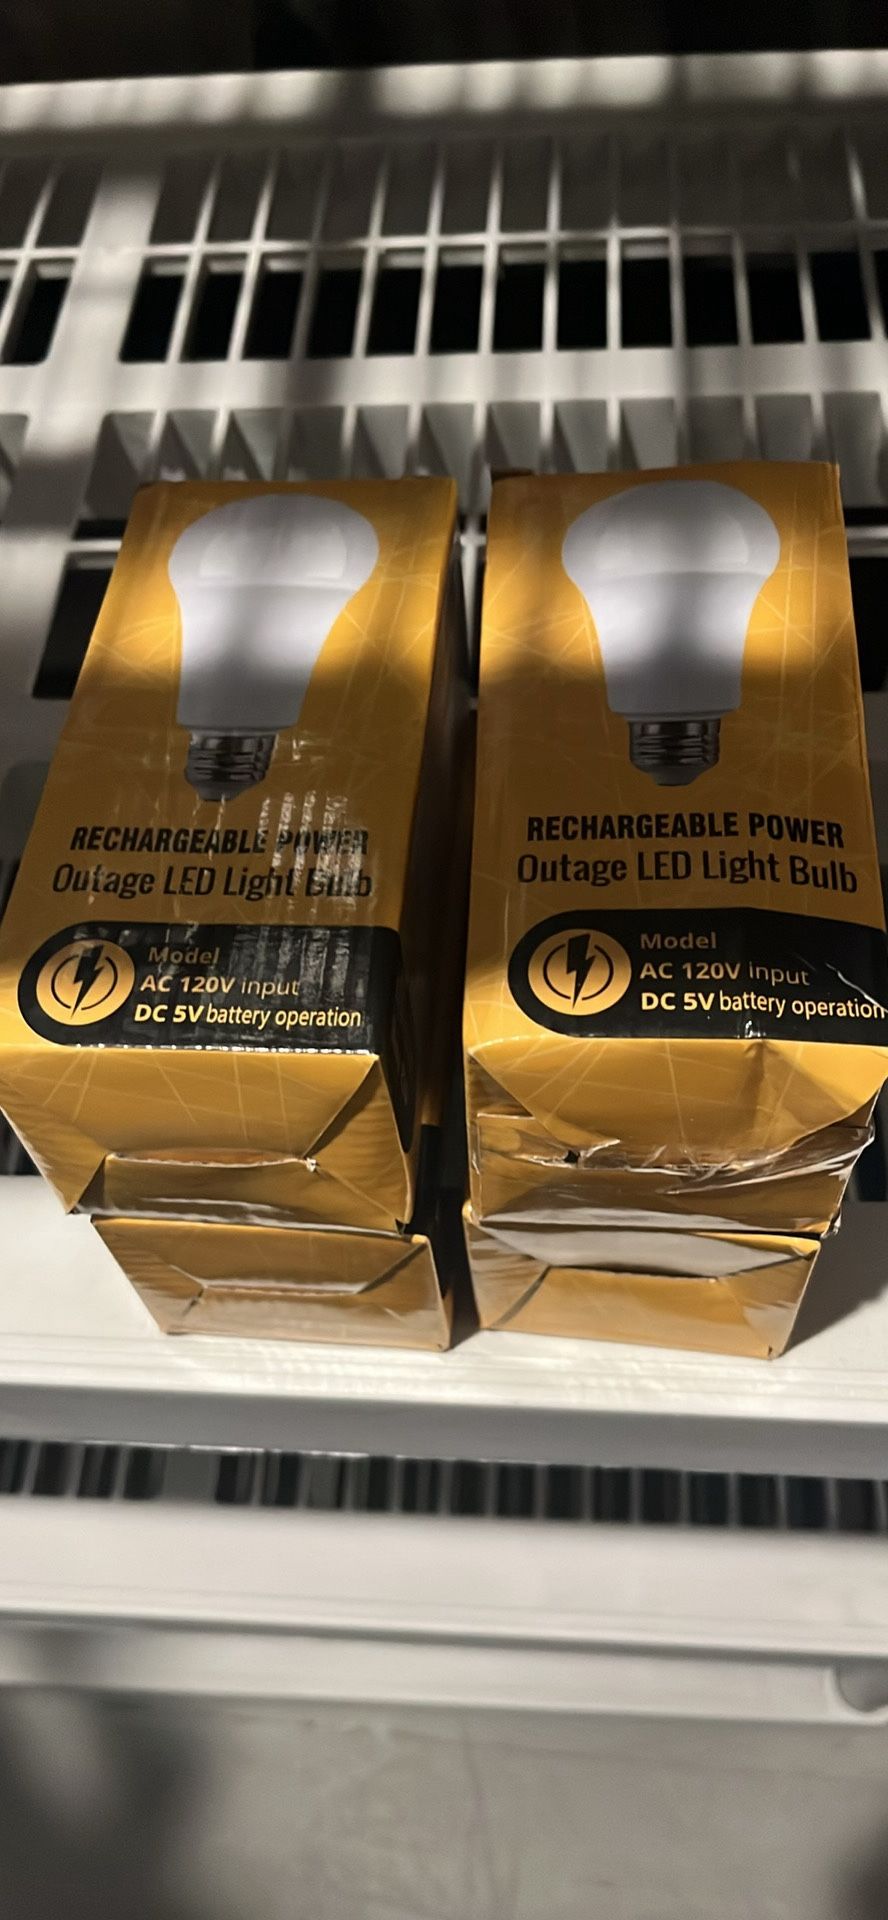 RECHARGEABLE POWER
Outage LED Light Bulb
Model
AC 120V input
DC 5V battery operation
RECHARGEABLE POWER
Outage LED Light Bulb
Model
AC 120V input
DC 5V battery operation